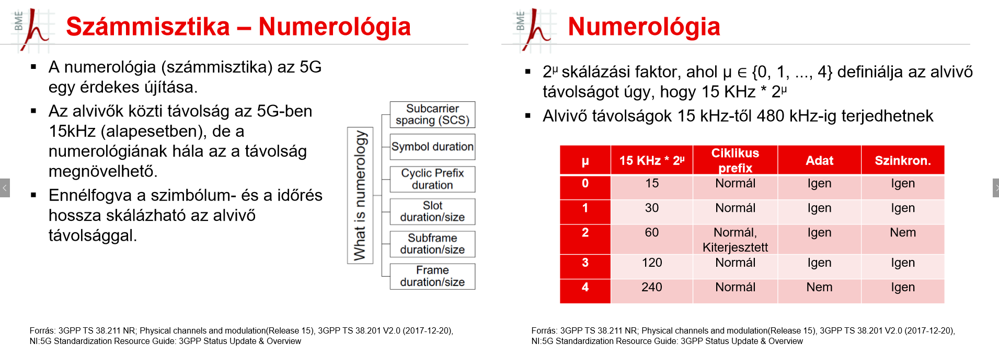 BME
Számmisztika – Numerológia
▪ A numerológia (számmisztika) az 5G
egy érdekes újítása.
▪ Az alvivők közti távolság az 5G-ben
15kHz (alapesetben), de a
numerológiának hála az a távolság
megnövelhető.
▪ Ennélfogva a szimbólum- és a időrés
hossza skálázható az alvivő
távolsággal.
What is numerology
Subcarrier
spacing (SCS)
Symbol duration
Cyclic Prefix
duration
Slot
duration/size
Subframe
duration/size
Frame
duration/size
Forrás: 3GPP TS 38.211 NR; Physical channels and modulation(Release 15), 3GPP TS 38.201 V2.0 (2017-12-20),
NI:5G Standardization Resource Guide: 3GPP Status Update & Overview
BME
Numerológia
▪ 2^μ skálázási faktor, ahol μ ∈ {0, 1, ..., 4} definiálja az alvivő
távolságot úgy, hogy 15 KHz * 2^μ
▪ Alvivő távolságok 15 kHz-től 480 kHz-ig terjedhetnek
μ 15 KHz * 2^μ Ciklikus prefix Adat Szinkron.
0 15 Normál Igen Igen
1 30 Normál Igen Igen
2 60 Normál, Kiterjesztett Igen Nem
3 120 Normál Igen Igen
4 240 Normál Nem Igen
Forrás: 3GPP TS 38.211 NR; Physical channels and modulation(Release 15), 3GPP TS 38.201 V2.0 (2017-12-20),
NI:5G Standardization Resource Guide: 3GPP Status Update & Overview